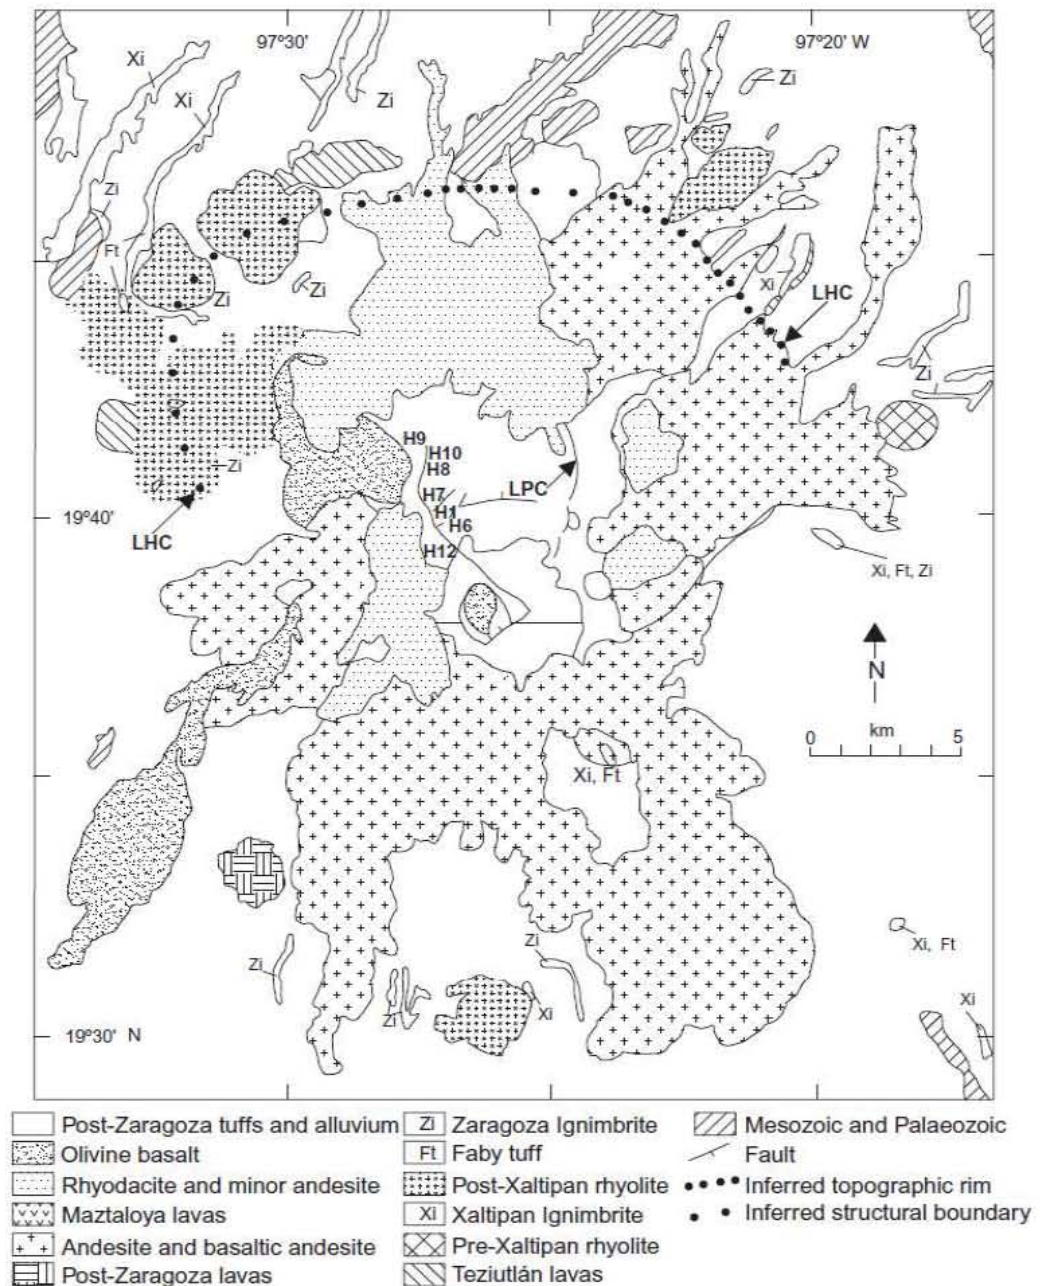 97°30' 97°20' W
Xi
Xi Zi Zi
Zi
Ft
Zi Zi Xi LHC
Zi
H9
H10
Zi H8
LPC
H7
19°40' H1
LHC H6
H12
Xi, Ft, Zi
N
km
0 5
Xi, Ft
Zi Xi, Ft
Zi
Zi Xi Xi
19°30' N
Post-Zaragoza tuffs and alluvium Zi Zaragoza Ignimbrite Mesozoic and Palaeozoic
Olivine basalt Ft Faby tuff Fault
Rhyodacite and minor andesite Post-Xaltipan rhyolite Inferred topographic rim
Maztaloya lavas Xi Xaltipan Ignimbrite Inferred structural boundary
Andesite and basaltic andesite Pre-Xaltipan rhyolite
Post-Zaragoza lavas Teziutlán lavas